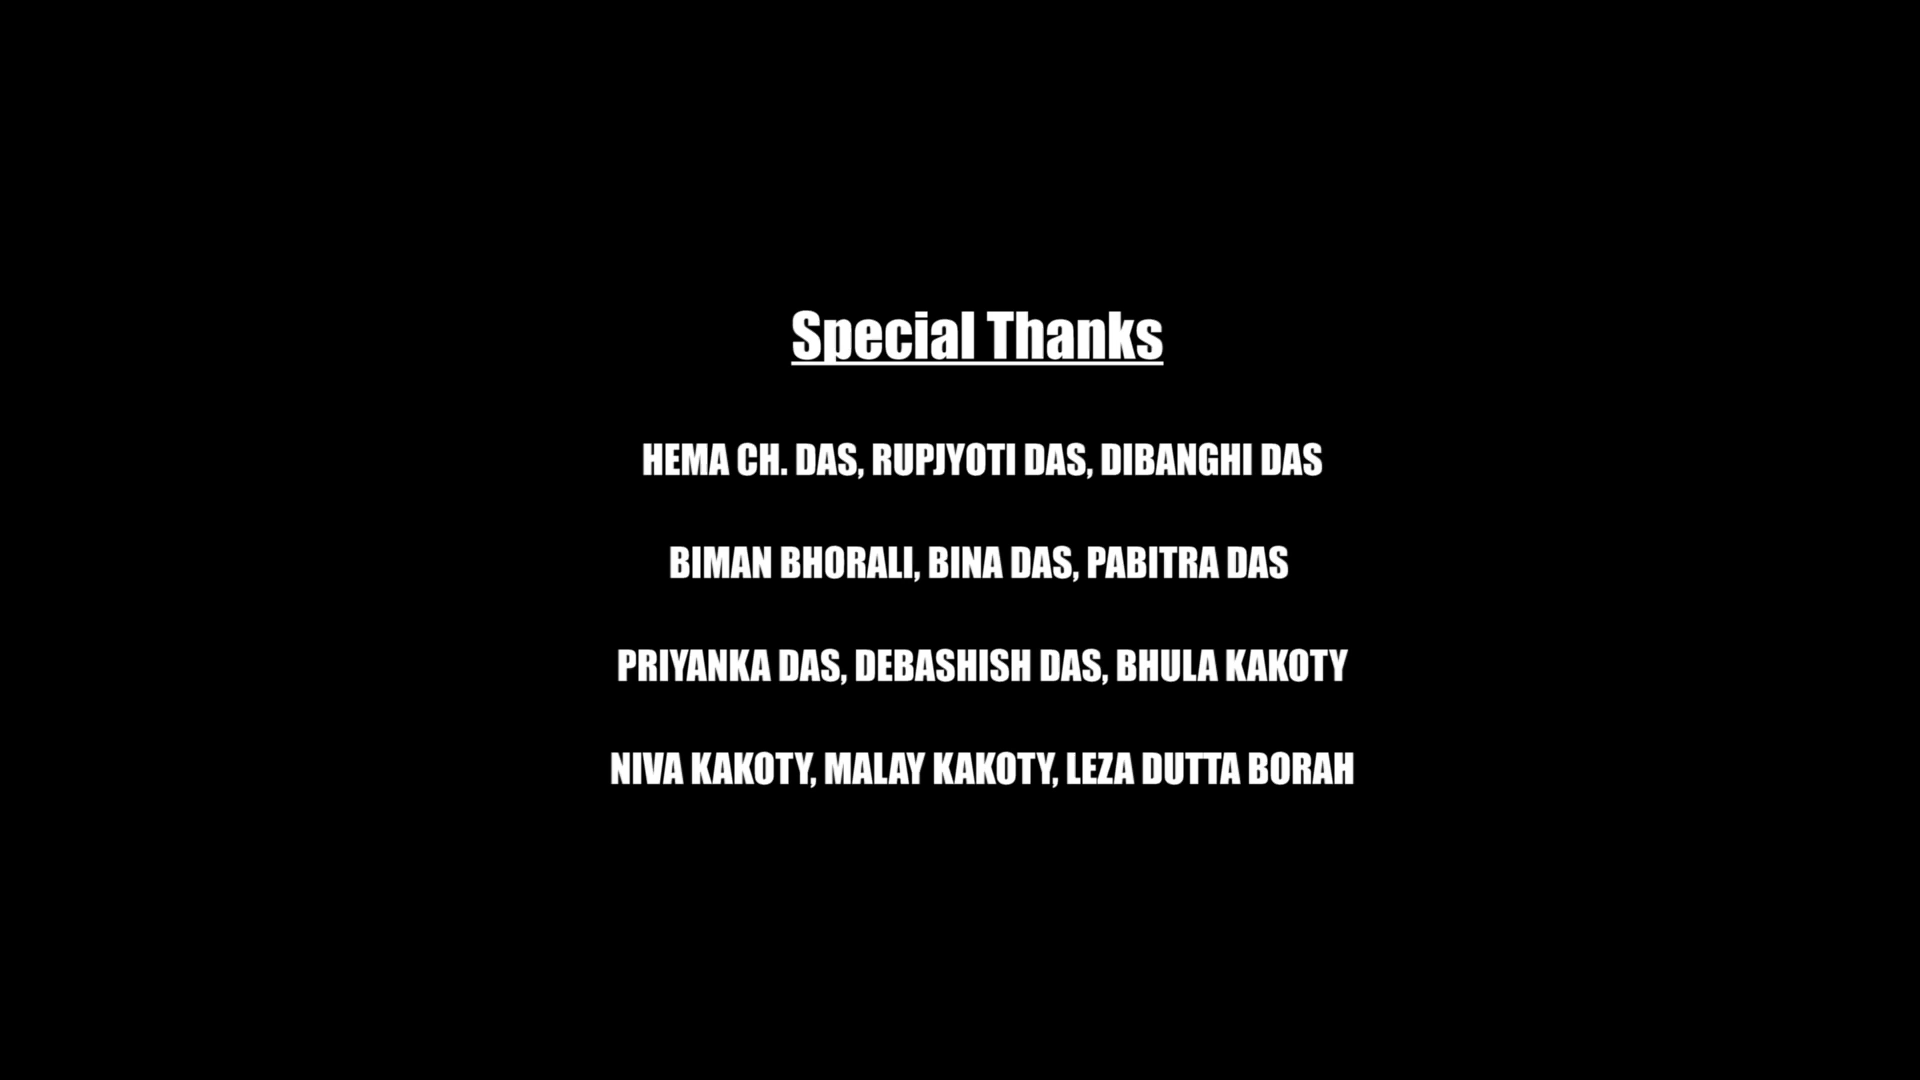 Special Thanks
HEMA CH. DAS, RUPJYOTI DAS, DIBANGHI DAS
BIMAN BHORALI, BINA DAS, PABITRA DAS
PRIYANKA DAS, DEBASHISH DAS, BHULA KAKOTY
NIVA KAKOTY, MALAY KAKOTY, LEZA DUTTA BORAH